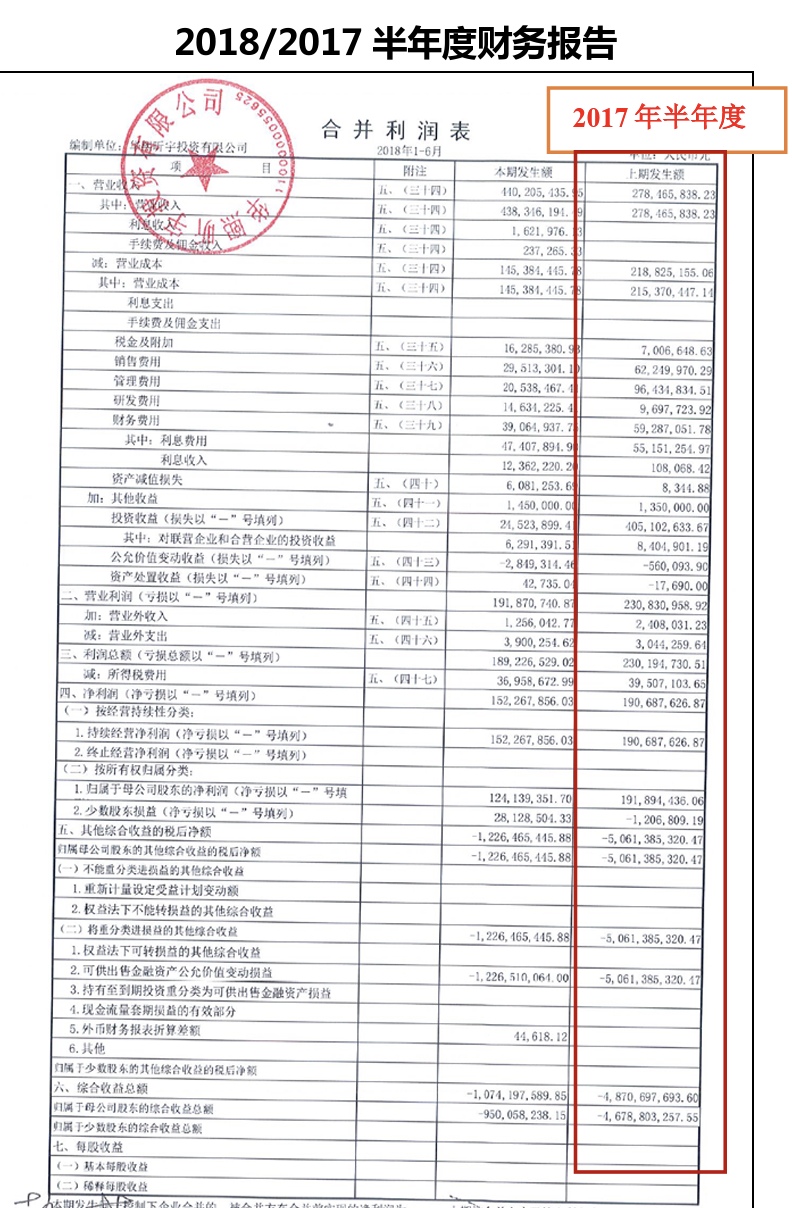 2018/2017 半年度财务报告
2017年半年度
合并利润表
2018年1-6月
编制单位：华闻昕宇投资有限公司 单位：人民币元
项 目 附注 本期发生额 上期发生额
一、营业收入 五、（三十四） 440,205,435. 5 278,465,838.23
其中：营业收入 五、（三十四） 438,346,194. 9 278,465,838.23
利息收入 五、（三十四） 1,621,976. 3
手续费及佣金收入 五、（三十四） 237,265. 3
减：营业成本 五、（三十四） 145,384,445.78 218,825,155.06
其中：营业成本 五、（三十四） 145,384,445.78 215,370,447.14
利息支出
手续费及佣金支出
税金及附加 五、（三十五） 16,285,380.9 7,006,648.63
销售费用 五、（三十六） 29,513,304.1 62,249,970.29
管理费用 五、（三十七） 20,538,467.4 96,434,834.51
研发费用 五、（三十八） 14,634,225.4 9,697,723.92
财务费用 五、（三十九） 39,064,937.7 59,287,051.78
其中：利息费用 47,407,894.9 55,151,254.97
利息收入 12,362,220.2 108,068.42
资产减值损失 五、（四十） 6,081,253.6 8,344.88
加：其他收益 五、（四十一） 1,450,000.00 1,350,000.00
投资收益（损失以“－”号填列） 五、（四十二） 24,523,899.4 405,102,633.67
其中：对联营企业和合营企业的投资收益 6,291,391.5 8,404,901.19
公允价值变动收益（损失以“－”号填列） 五、（四十三） -2,849,314.46 -560,093.90
资产处置收益（损失以“－”号填列） 五、（四十四） 42,735.04 -17,690.00
二、营业利润（亏损以“－”号填列） 191,870,740.87 230,830,958.92
加：营业外收入 五、（四十五） 1,256,042.77 2,408,031.23
减：营业外支出 五、（四十六） 3,900,254.62 3,044,259.64
三、利润总额（亏损总额以“－”号填列） 189,226,529.02 230,194,730.51
减：所得税费用 五、（四十七） 36,958,672.99 39,507,103.65
四、净利润（净亏损以“－”号填列） 152,267,856.03 190,687,626.87
（一）按经营持续性分类：
1.持续经营净利润（净亏损以“－”号填列） 152,267,856.03 190,687,626.87
2.终止经营净利润（净亏损以“－”号填列）
（二）按所有权归属分类：
1.归属于母公司股东的净利润（净亏损以“－”号填 124,139,351.70 191,894,436.06
2.少数股东损益（净亏损以“－”号填列） 28,128,504.33 -1,206,809.19
五、其他综合收益的税后净额 -1,226,465,445.88 -5,061,385,320.47
归属母公司股东的其他综合收益的税后净额 -1,226,465,445.88 -5,061,385,320.47
（一）不能重分类进损益的其他综合收益
1.重新计量设定受益计划变动额
2.权益法下不能转损益的其他综合收益
（二）将重分类进损益的其他综合收益 -1,226,465,445.88 -5,061,385,320.47
1.权益法下可转损益的其他综合收益
2.可供出售金融资产公允价值变动损益 -1,226,510,064.00 -5,061,385,320.47
3.持有至到期投资重分类为可供出售金融资产损益
4.现金流量套期损益的有效部分
5.外币财务报表折算差额 44,618.12
6.其他
归属于少数股东的其他综合收益的税后净额
六、综合收益总额 -1,074,197,589.85 -4,870,697,693.60
归属于母公司股东的综合收益总额 -950,058,238.15 -4,678,803,257.55
归属于少数股东的综合收益总额
七、每股收益
（一）基本每股收益
（二）稀释每股收益